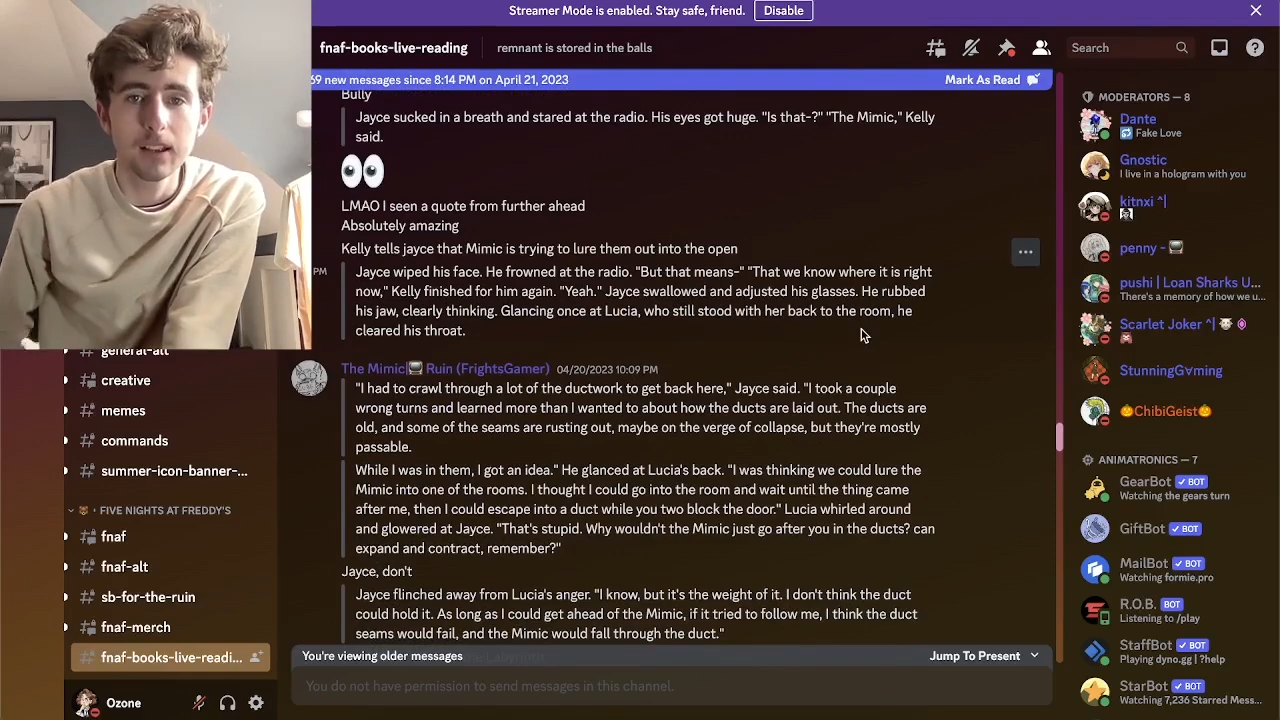 Streamer Mode is enabled. Stay safe, friend.
Disable
fnaf-books-live-reading
remnant is stored in the balls
Search
69 new messages since 8:14 PM on April 21, 2023
Mark As Read
Bully
Jayce sucked in a breath and stared at the radio. His eyes got huge. "Is that-?" "The Mimic," Kelly
said.
LMAO I seen a quote from further ahead
Absolutely amazing
Kelly tells jayce that Mimic is trying to lure them out into the open
PM
Jayce wiped his face. He frowned at the radio. "But that means-" "That we know where it is right
now," Kelly finished for him again. "Yeah." Jayce swallowed and adjusted his glasses. He rubbed
his jaw, clearly thinking. Glancing once at Lucia, who still stood with her back to the room, he
cleared his throat.
The Mimic|📺 Ruin (FrightsGamer)
04/20/2023 10:09 PM
"I had to crawl through a lot of the ductwork to get back here," Jayce said. "I took a couple
wrong turns and learned more than I wanted to about how the ducts are laid out. The ducts are
old, and some of the seams are rusting out, maybe on the verge of collapse, but they're mostly
passable.
While I was in them, I got an idea." He glanced at Lucia's back. "I was thinking we could lure the
Mimic into one of the rooms. I thought I could go into the room and wait until the thing came
after me, then I could escape into a duct while you two block the door." Lucia whirled around
and glowered at Jayce. "That's stupid. Why wouldn't the Mimic just go after you in the ducts? can
expand and contract, remember?"
Jayce, don't
Jayce flinched away from Lucia's anger. "I know, but it's the weight of it. I don't think the duct
could hold it. As long as I could get ahead of the Mimic, if it tried to follow me, I think the duct
seams would fail, and the Mimic would fall through the duct."
You're viewing older messages
Jump To Present
You do not have permission to send messages in this channel.
general-alt
creative
memes
commands
summer-icon-banner-...
FIVE NIGHTS AT FREDDY'S
fnaf
fnaf-alt
sb-for-the-ruin
fnaf-merch
fnaf-books-live-readi...
Ozone
MODERATORS — 8
Dante
Fake Love
Gnostic
I live in a hologram with you
kitnxi ^|
penny - 📺
pushi | Loan Sharks U...
There's a memory of how we u...
Scarlet Joker ^|
StunningG∀ming
🎃ChibiGeist🎃
ANIMATRONICS — 7
GearBot ✓ BOT
Watching the gears turn
GiftBot ✓ BOT
MailBot ✓ BOT
Watching formie.pro
R.O.B. BOT
Listening to /play
StaffBot ✓ BOT
Playing dyno.gg | ?help
StarBot ✓ BOT
Watching 7,236 Starred Mess...